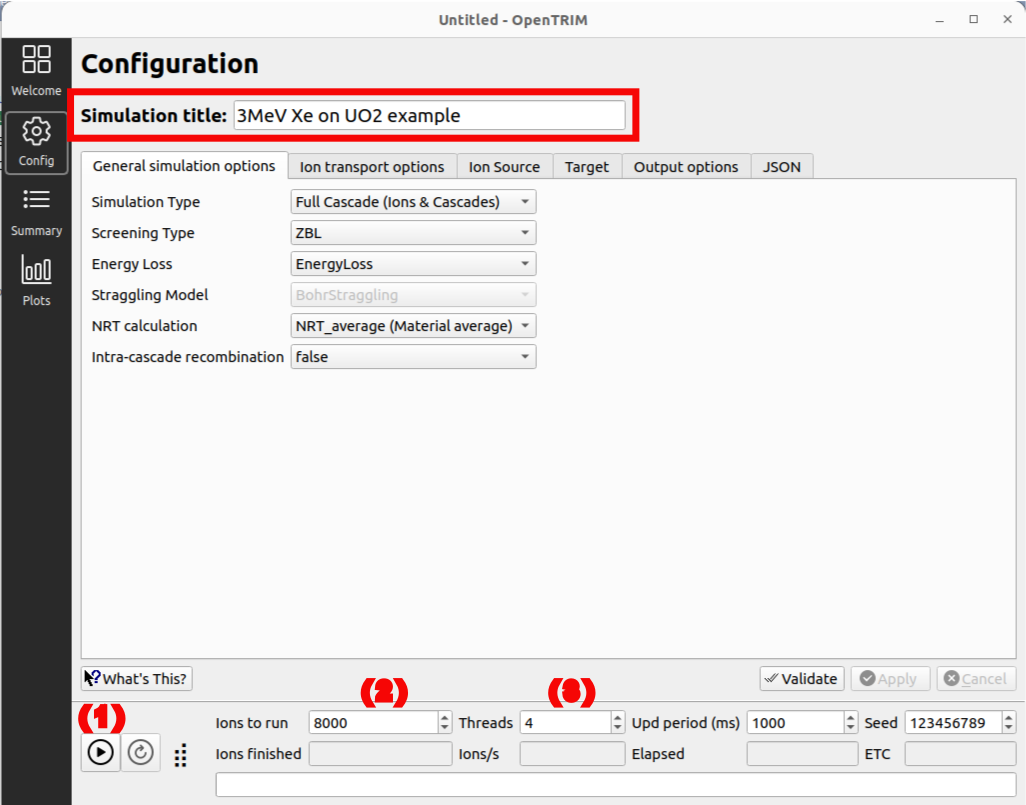 Untitled - OpenTRIM
Welcome
Config
Summary
Plots
Configuration
Simulation title: 3MeV Xe on UO2 example
General simulation options Ion transport options Ion Source Target Output options JSON
Simulation Type Full Cascade (Ions & Cascades)
Screening Type ZBL
Energy Loss EnergyLoss
Straggling Model BohrStraggling
NRT calculation NRT_average (Material average)
Intra-cascade recombination false
What's This? Validate Apply Cancel
(1) (2) (3)
Ions to run 8000 Threads 4 Upd period (ms) 1000 Seed 123456789
Ions finished Ions/s Elapsed ETC